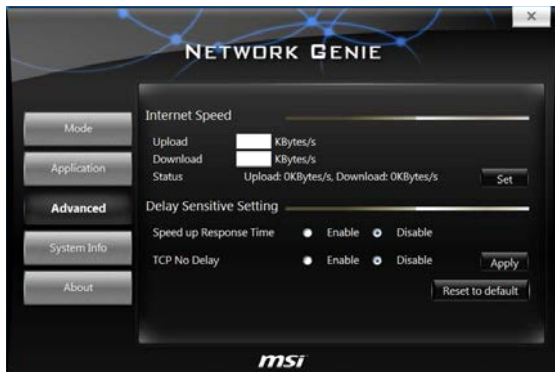 NETWORK GENIE
Mode
Application
Advanced
System Info
About
Internet Speed
Upload KBytes/s
Download KBytes/s
Status Upload: 0KBytes/s, Download: 0KBytes/s Set
Delay Sensitive Setting
Speed up Response Time Enable Disable
TCP No Delay Enable Disable Apply
Reset to default
msi